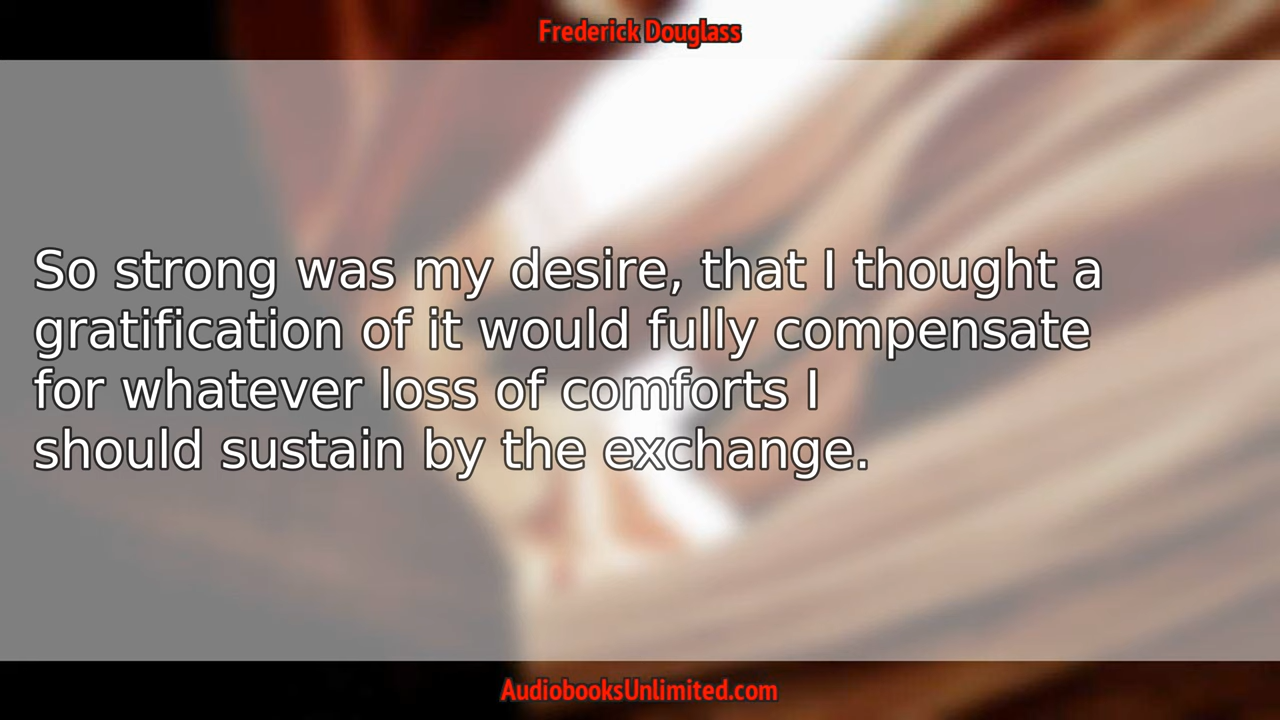 Frederick Douglass
So strong was my desire, that I thought a
gratification of it would fully compensate
for whatever loss of comforts I
should sustain by the exchange.
AudiobooksUnlimited.com